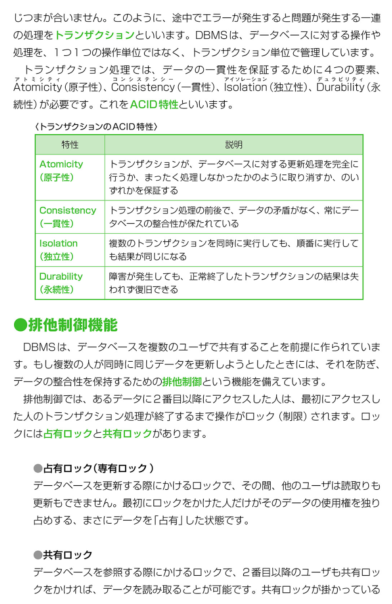 じつまが合いません。このように、途中でエラーが発生すると問題が発生する一連
の処理をトランザクションといいます。DBMSは、データベースに対する操作や
処理を、1つ1つの操作単位ではなく、トランザクション単位で管理しています。
トランザクション処理では、データの一貫性を保証するために4つの要素、
アトミシティ コンシステンシー アイソレーション デュラビリティ
Atomicity（原子性）、Consistency（一貫性）、Isolation（独立性）、Durability（永
続性）が必要です。これをACID特性といいます。
〈トランザクションのACID特性〉
特性 説明
Atomicity
（原子性）
トランザクションが、データベースに対する更新処理を完全に
行うか、まったく処理しなかったかのように取り消すか、のい
ずれかを保証する
Consistency
（一貫性）
トランザクション処理の前後で、データの矛盾がなく、常にデー
タベースの整合性が保たれている
Isolation
（独立性）
複数のトランザクションを同時に実行しても、順番に実行して
も結果が同じになる
Durability
（永続性）
障害が発生しても、正常終了したトランザクションの結果は失
われず復旧できる
●排他制御機能
DBMSは、データベースを複数のユーザで共有することを前提に作られていま
す。もし複数の人が同時に同じデータを更新しようとしたときには、それを防ぎ、
データの整合性を保持するための排他制御という機能を備えています。
排他制御では、あるデータに2番目以降にアクセスした人は、最初にアクセスし
た人のトランザクション処理が終了するまで操作がロック（制限）されます。ロッ
クには占有ロックと共有ロックがあります。
●占有ロック（専有ロック）
データベースを更新する際にかけるロックで、その間、他のユーザは読取りも
更新もできません。最初にロックをかけた人だけがそのデータの使用権を独り
占めする、まさにデータを「占有」した状態です。
●共有ロック
データベースを参照する際にかけるロックで、2番目以降のユーザも共有ロッ
クをかければ、データを読み取ることが可能です。共有ロックが掛かっている